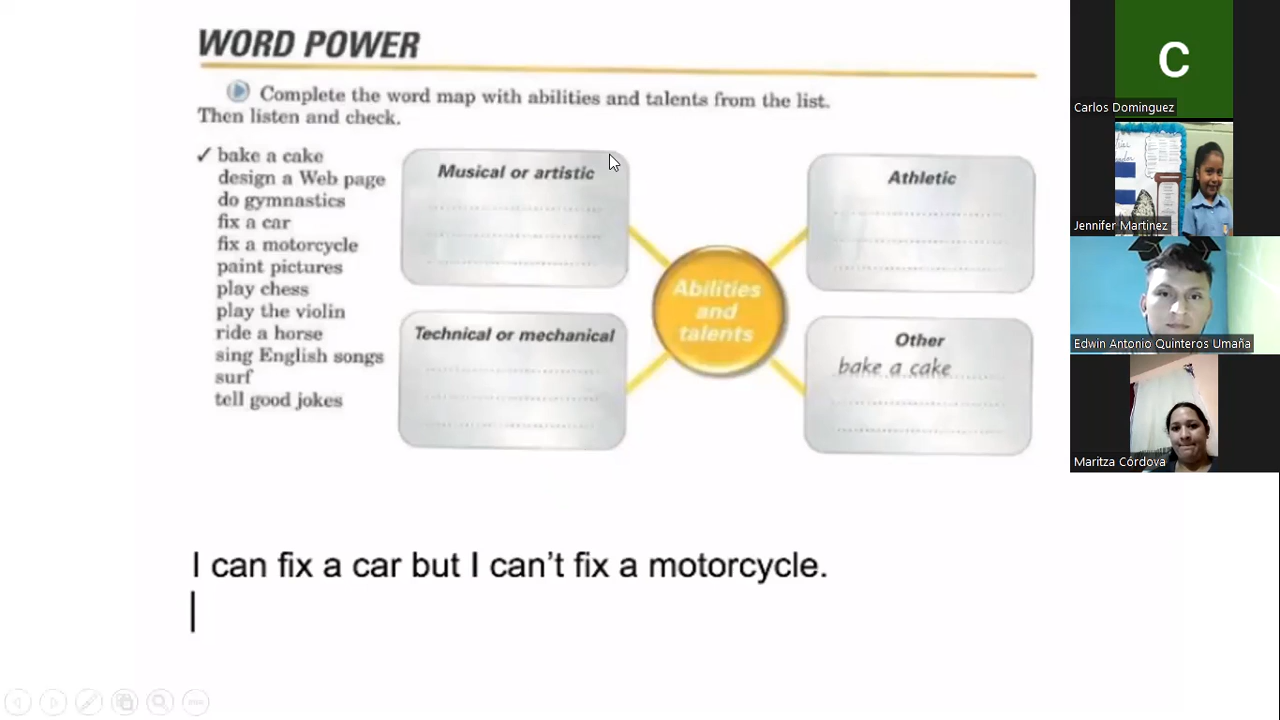 WORD POWER
Complete the word map with abilities and talents from the list.
Then listen and check.
✓ bake a cake
design a Web page
do gymnastics
fix a car
fix a motorcycle
paint pictures
play chess
play the violin
ride a horse
sing English songs
surf
tell good jokes
Musical or artistic
Athletic
Abilities
and
talents
Technical or mechanical
Other
bake a cake
I can fix a car but I can't fix a motorcycle.
C
Carlos Dominguez
Jennifer Martinez
Edwin Antonio Quinteros Umaña
Maritza Córdova